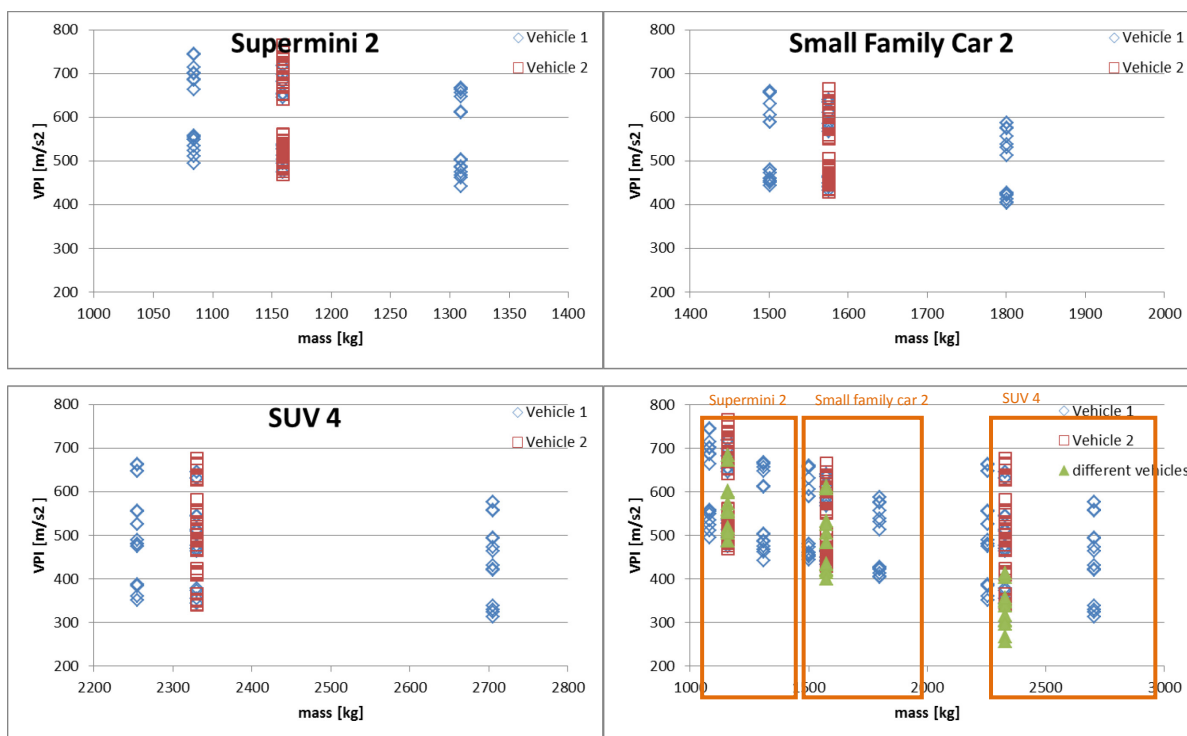 Supermini 2
Vehicle 1
Vehicle 2
VPI [m/s2 ]
800
700
600
500
400
300
200
1000 1050 1100 1150 1200 1250 1300 1350 1400
mass [kg]
Small Family Car 2
Vehicle 1
Vehicle 2
VPI [m/s2 ]
800
700
600
500
400
300
200
1400 1500 1600 1700 1800 1900 2000
mass [kg]
SUV 4
Vehicle 1
Vehicle 2
VPI [m/s2 ]
800
700
600
500
400
300
200
2200 2300 2400 2500 2600 2700 2800
mass [kg]
Supermini 2 Small family car 2 SUV 4
Vehicle 1
Vehicle 2
different vehicles
VPI [m/s2 ]
800
700
600
500
400
300
200
1000 1500 2000 2500 3000
mass [kg]